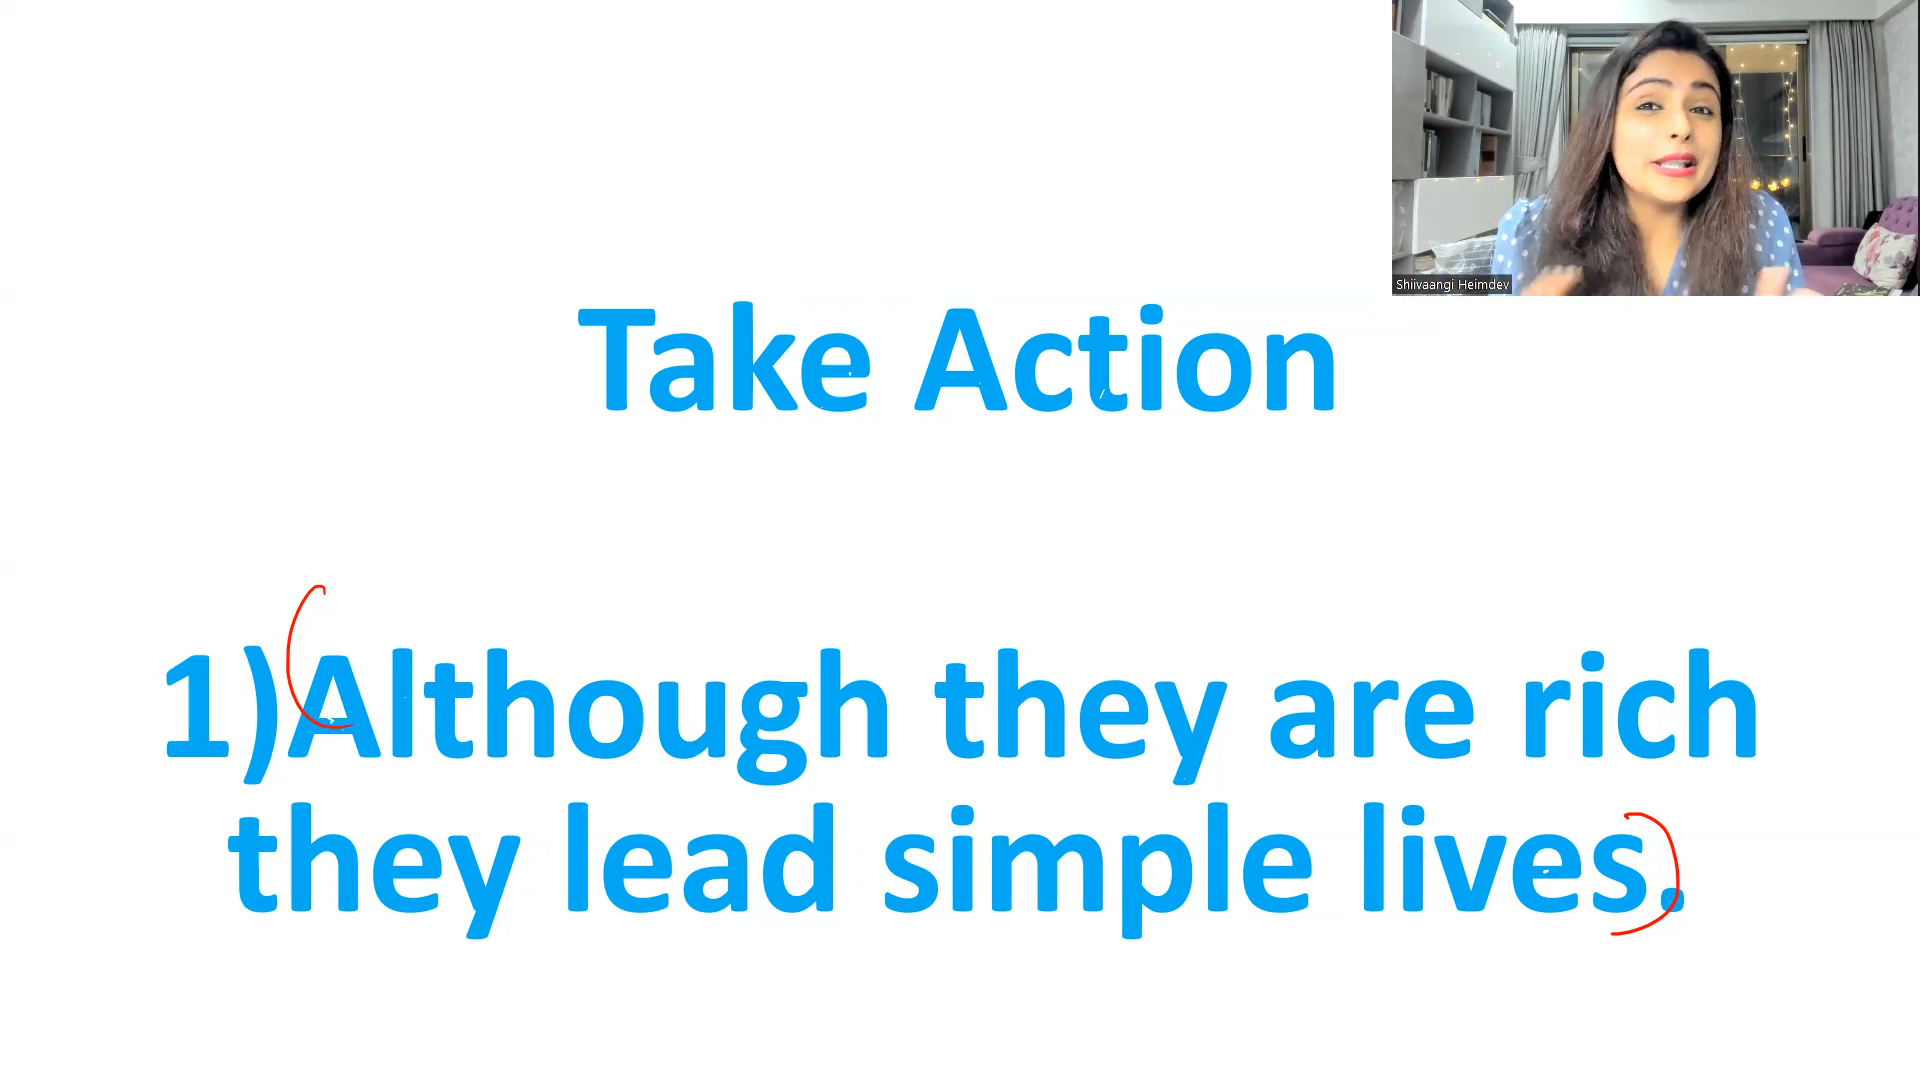 Shiivaangi Heimdev
Take Action
1)Although they are rich
they lead simple lives.